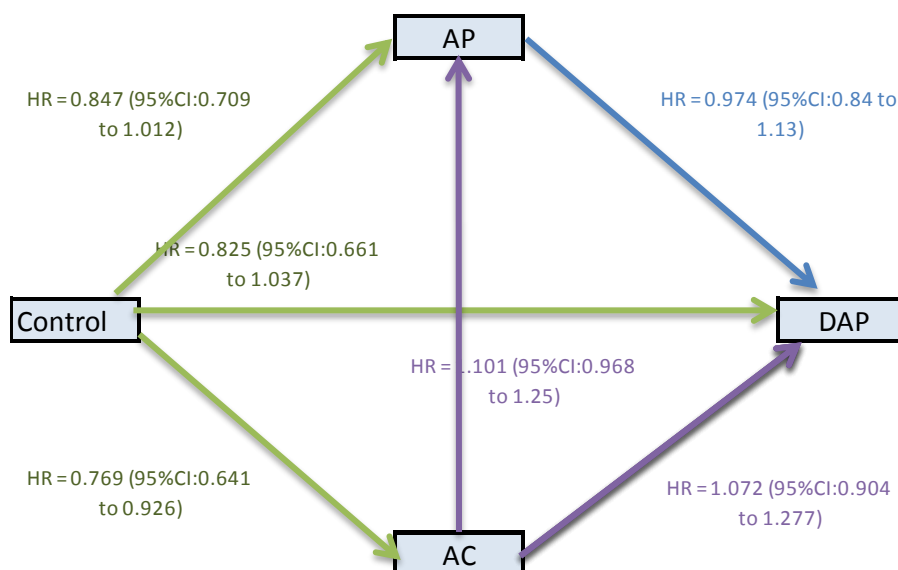 AP
HR = 0.847 (95%CI:0.709
to 1.012)
HR = 0.974 (95%CI:0.84 to
1.13)
HR = 0.825 (95%CI:0.661
to 1.037)
Control
DAP
HR = 1.101 (95%CI:0.968
to 1.25)
HR = 0.769 (95%CI:0.641
to 0.926)
HR = 1.072 (95%CI:0.904
to 1.277)
AC